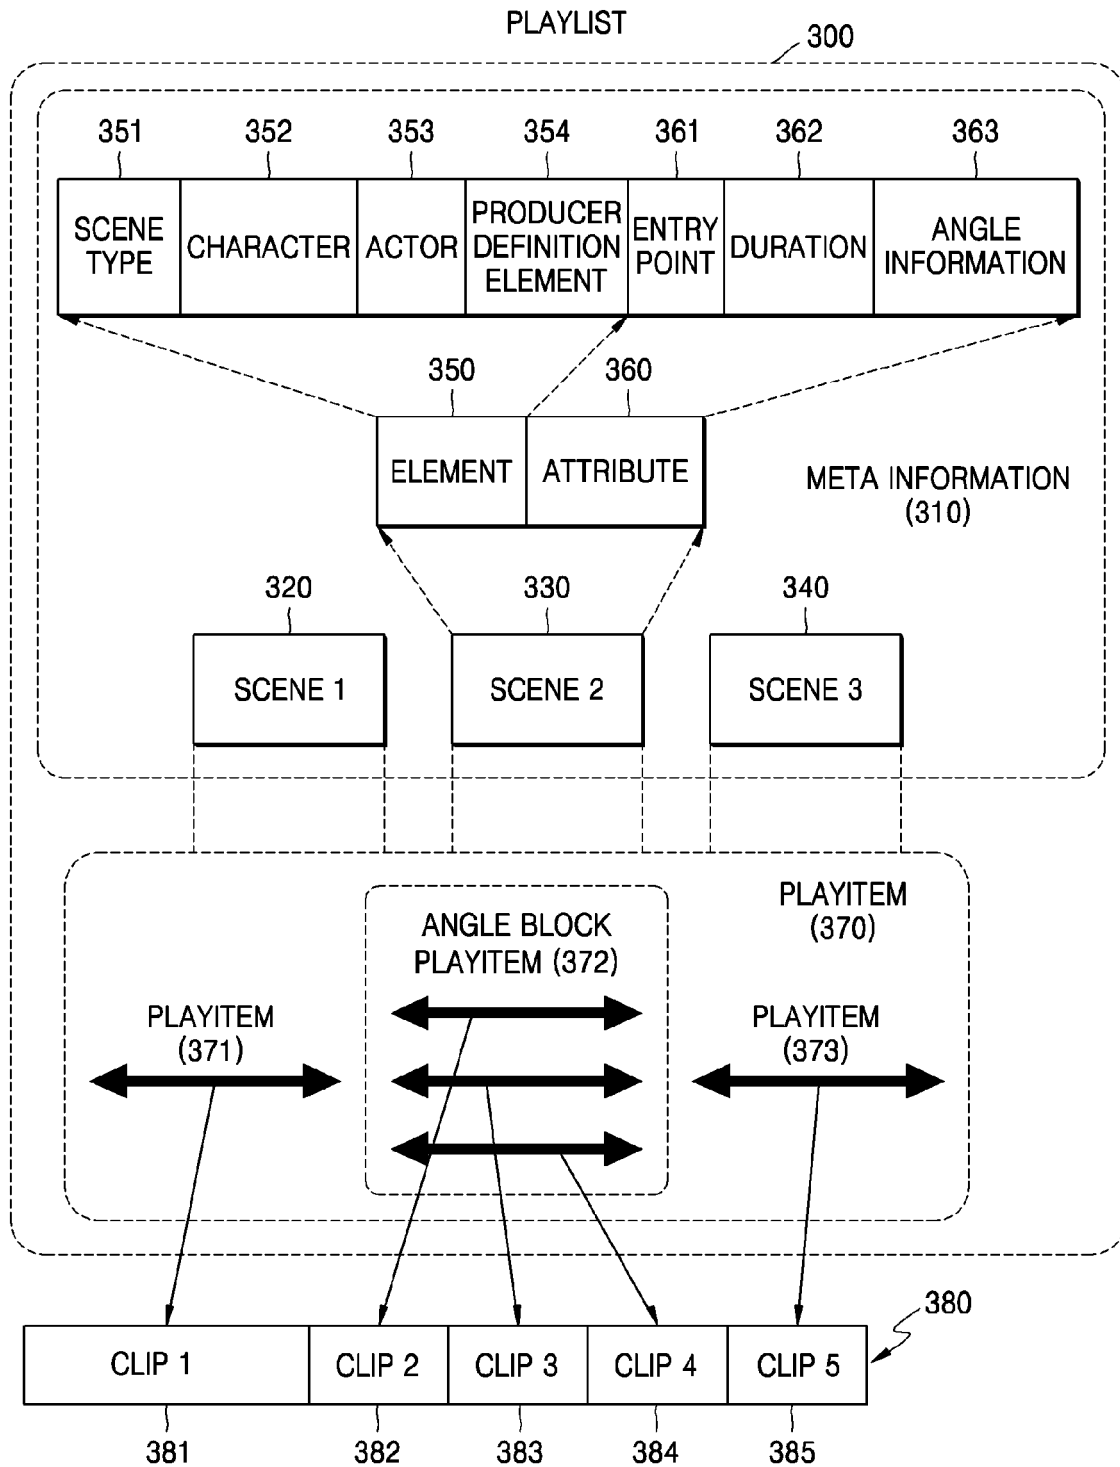 PLAYLIST
300
351 352 353 354 361 362 363
SCENE TYPE
CHARACTER
ACTOR
PRODUCER DEFINITION ELEMENT
ENTRY POINT
DURATION
ANGLE INFORMATION
350 360
ELEMENT ATTRIBUTE
META INFORMATION
(310)
320 330 340
SCENE 1 SCENE 2 SCENE 3
PLAYITEM
(370)
ANGLE BLOCK
PLAYITEM (372)
PLAYITEM
(371)
PLAYITEM
(373)
380
CLIP 1 CLIP 2 CLIP 3 CLIP 4 CLIP 5
381 382 383 384 385